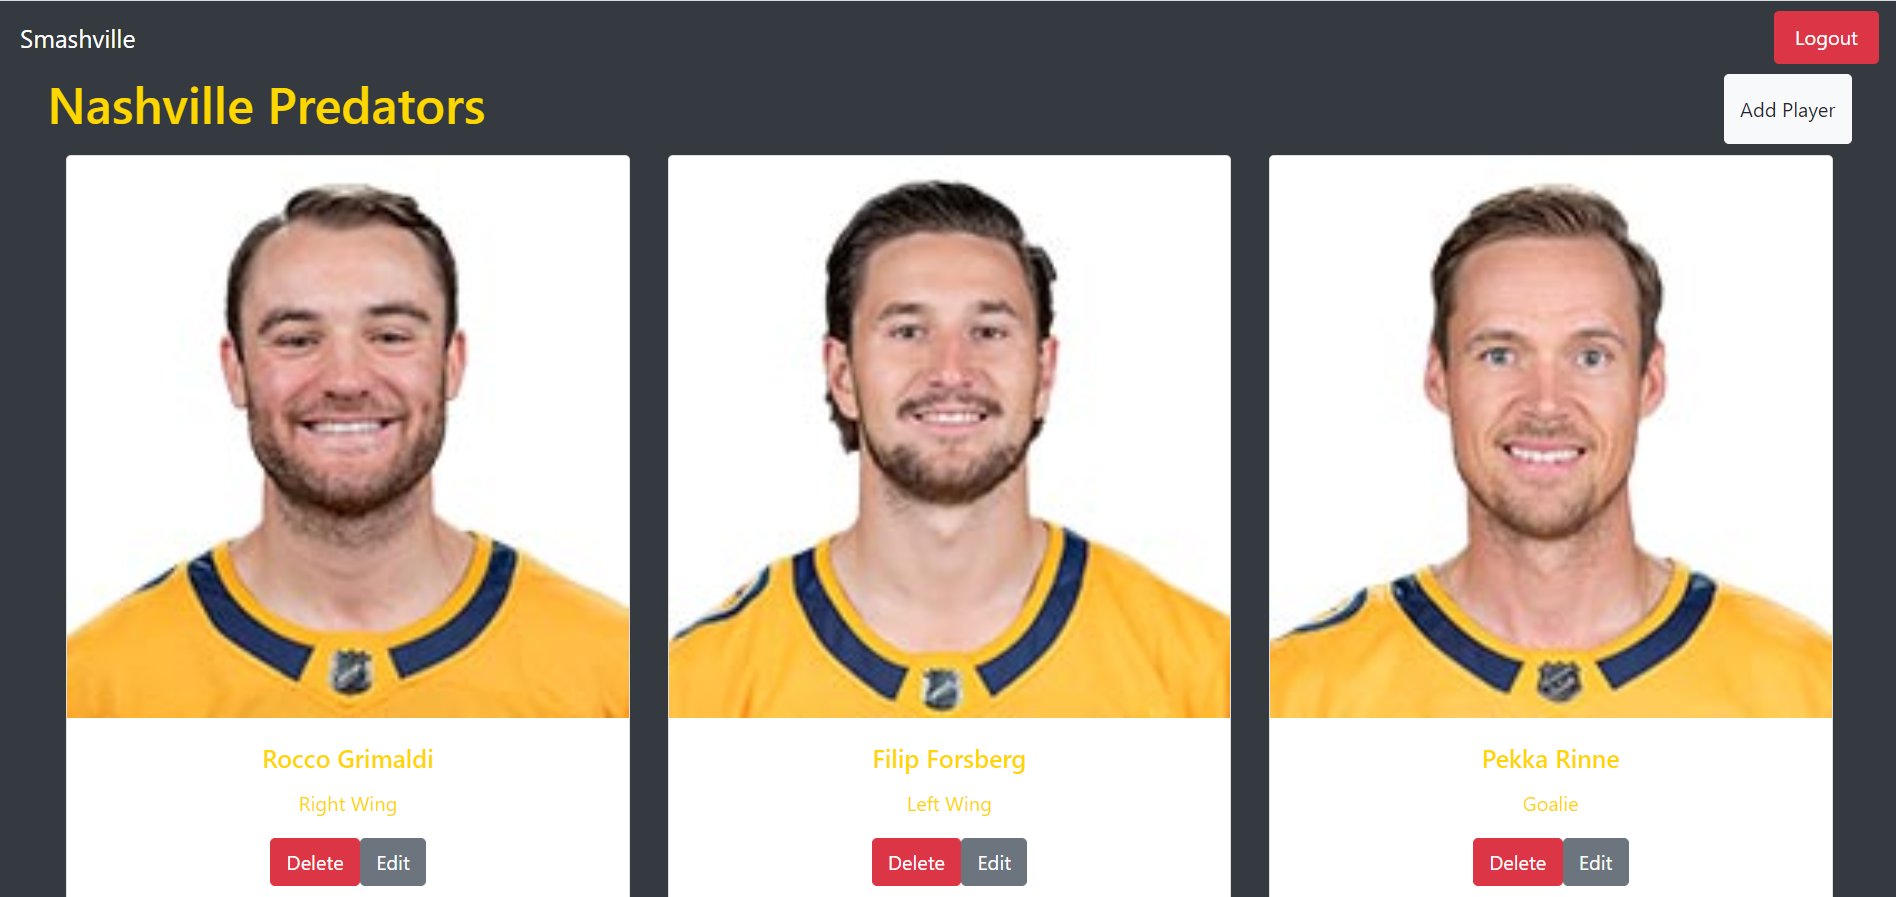 Smashville
Logout
Nashville Predators
Add Player
Rocco Grimaldi
Right Wing
Delete Edit
Filip Forsberg
Left Wing
Delete Edit
Pekka Rinne
Goalie
Delete Edit